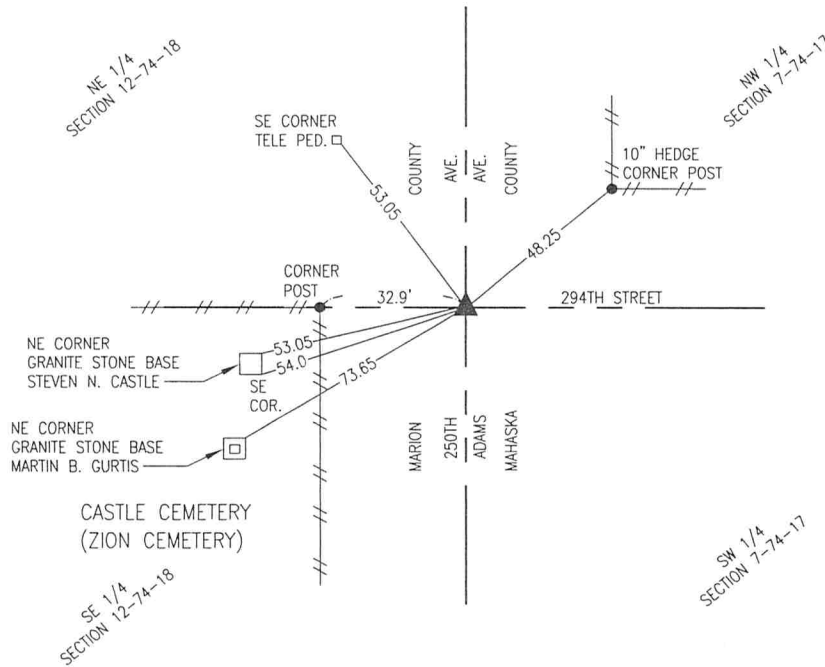 NE 1/4
SECTION 12-74-18
NW 1/4
SECTION 7-74-17
SE CORNER
TELE PED.
COUNTY
AVE.
AVE.
COUNTY
10" HEDGE
CORNER POST
53.05
48.25
CORNER
POST
32.9'
294TH STREET
NE CORNER
GRANITE STONE BASE
STEVEN N. CASTLE
53.05
54.0
SE
COR.
73.65
NE CORNER
GRANITE STONE BASE
MARTIN B. GURTIS
MARION
250TH
ADAMS
MAHASKA
CASTLE CEMETERY
(ZION CEMETERY)
SE 1/4
SECTION 12-74-18
SW 1/4
SECTION 7-74-17